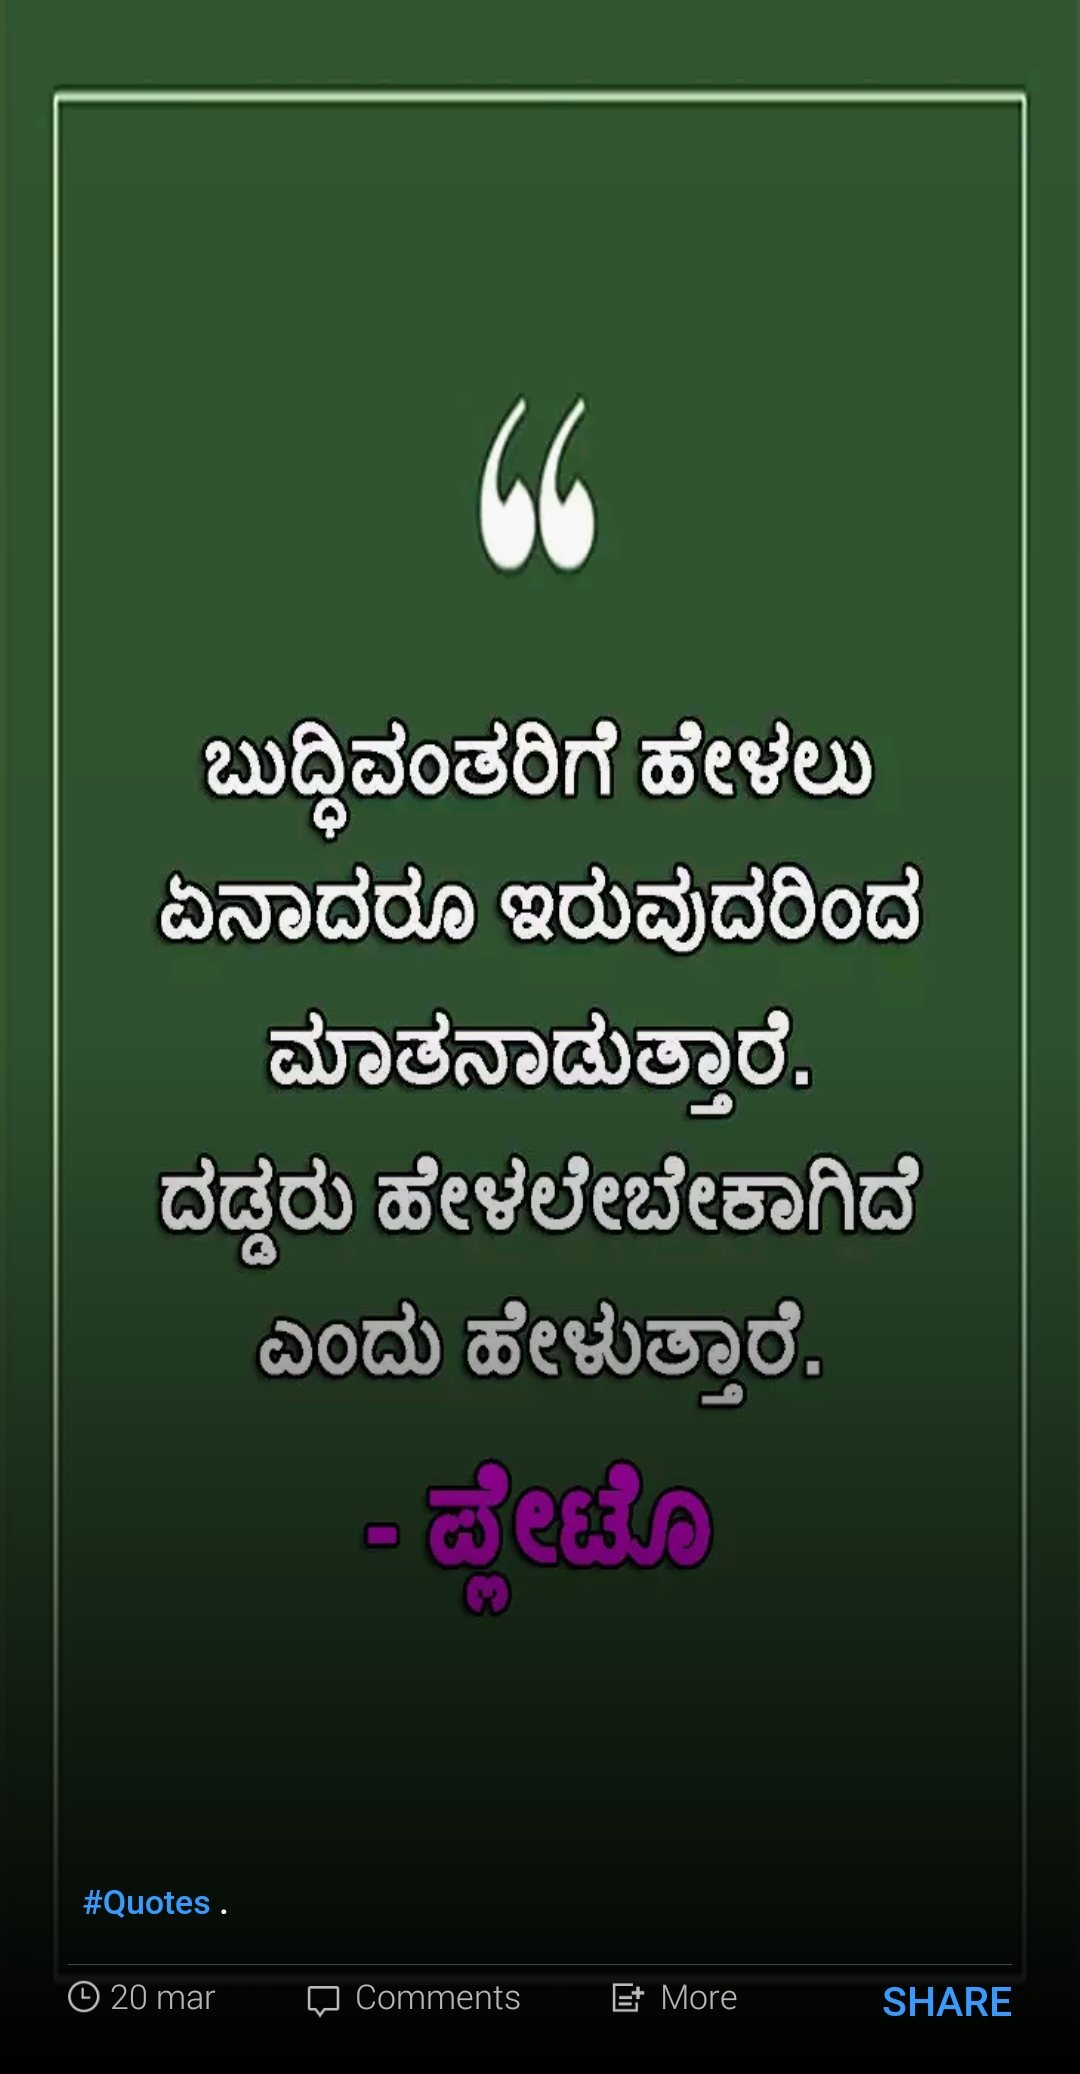 “
ಬುದ್ಧಿವಂತರಿಗೆ ಹೇಳಲು
ಏನಾದರೂ ಇರುವುದರಿಂದ
ಮಾತನಾಡುತ್ತಾರೆ.
ದಡ್ಡರು ಹೇಳಲೇಬೇಕಾಗಿದೆ
ಎಂದು ಹೇಳುತ್ತಾರೆ.
- ಪ್ಲೇಟೊ
#Quotes .
20 mar Comments More SHARE